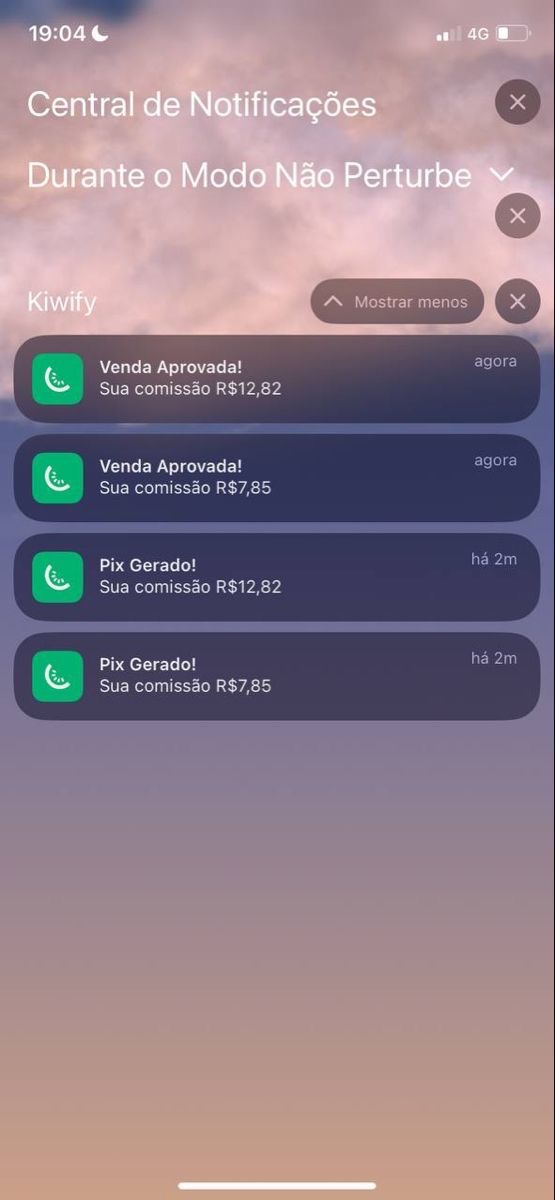 19:04
4G
Central de Notificações
Durante o Modo Não Perturbe
Kiwify
Mostrar menos
Venda Aprovada!
agora
Sua comissão R$12,82
Venda Aprovada!
agora
Sua comissão R$7,85
Pix Gerado!
há 2m
Sua comissão R$12,82
Pix Gerado!
há 2m
Sua comissão R$7,85